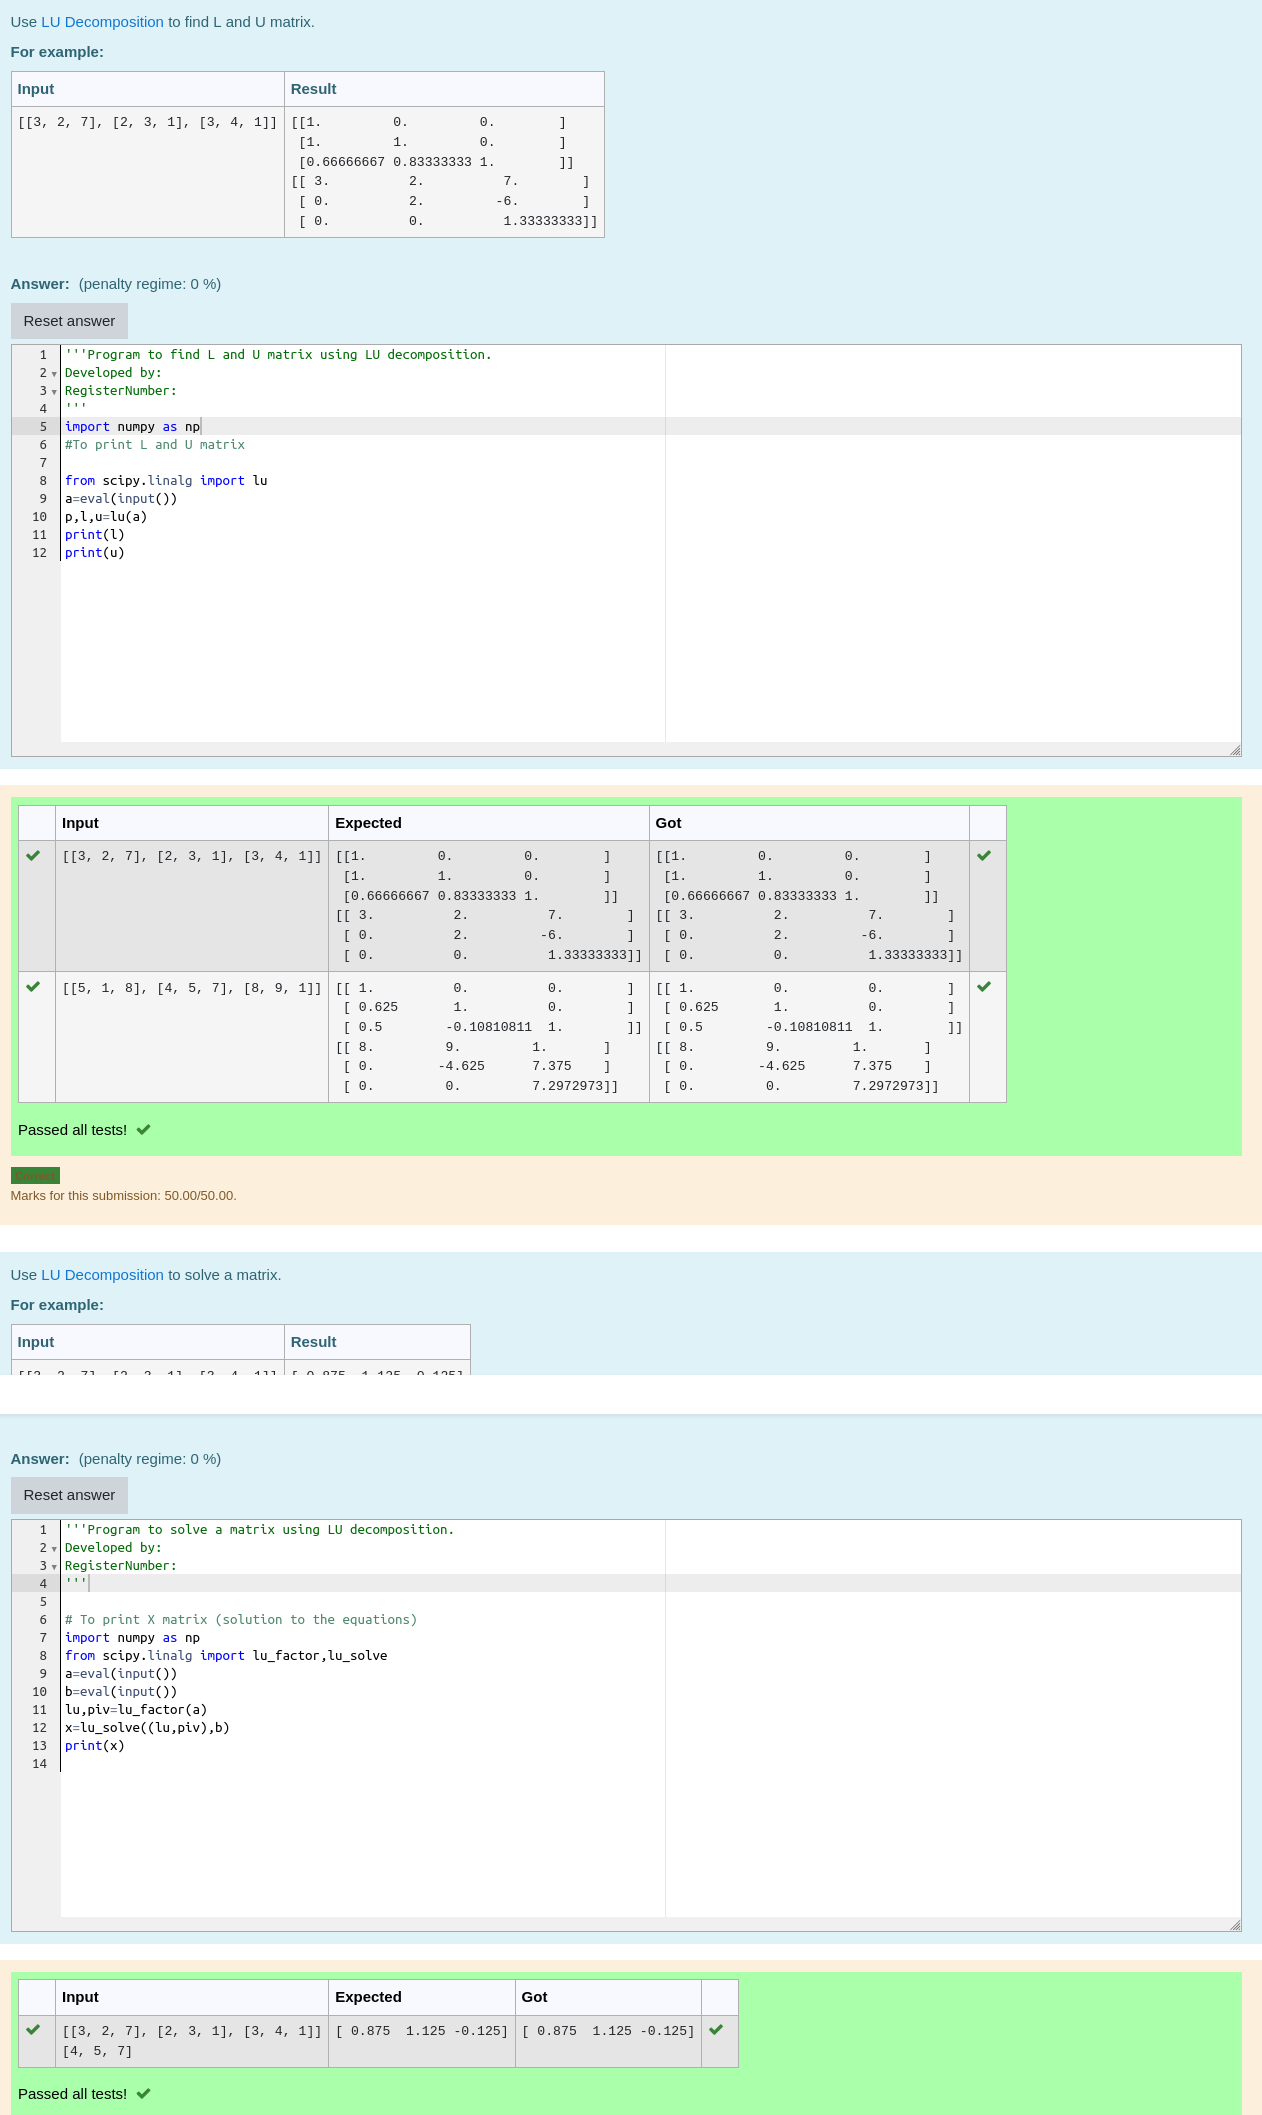 Use LU Decomposition to find L and U matrix.
For example:
Input Result
[[3, 2, 7], [2, 3, 1], [3, 4, 1]] [[1.         0.         0.        ]
 [1.         1.         0.        ]
 [0.66666667 0.83333333 1.        ]]
[[ 3.          2.          7.        ]
 [ 0.          2.         -6.        ]
 [ 0.          0.          1.33333333]]
Answer: (penalty regime: 0 %)
Reset answer
1 '''Program to find L and U matrix using LU decomposition.
2 Developed by:
3 RegisterNumber:
4 '''
5 import numpy as np
6 #To print L and U matrix
7
8 from scipy.linalg import lu
9 a=eval(input())
10 p,l,u=lu(a)
11 print(l)
12 print(u)
Input Expected Got
[[3, 2, 7], [2, 3, 1], [3, 4, 1]] [[1.         0.         0.        ] [[1.         0.         0.        ]
 [1.         1.         0.        ]  [1.         1.         0.        ]
 [0.66666667 0.83333333 1.        ]]  [0.66666667 0.83333333 1.        ]]
[[ 3.          2.          7.        ] [[ 3.          2.          7.        ]
 [ 0.          2.         -6.        ]  [ 0.          2.         -6.        ]
 [ 0.          0.          1.33333333]]  [ 0.          0.          1.33333333]]
[[5, 1, 8], [4, 5, 7], [8, 9, 1]] [[ 1.          0.          0.        ] [[ 1.          0.          0.        ]
 [ 0.625       1.          0.        ]  [ 0.625       1.          0.        ]
 [ 0.5        -0.10810811  1.        ]]  [ 0.5        -0.10810811  1.        ]]
[[ 8.         9.         1.       ] [[ 8.         9.         1.       ]
 [ 0.        -4.625      7.375    ]  [ 0.        -4.625      7.375    ]
 [ 0.         0.         7.2972973]]  [ 0.         0.         7.2972973]]
Passed all tests!
Correct
Marks for this submission: 50.00/50.00.
Use LU Decomposition to solve a matrix.
For example:
Input Result
[[3, 2, 7], [2, 3, 1], [3, 4, 1]] [ 0.875  1.125 -0.125]
Answer: (penalty regime: 0 %)
Reset answer
1 '''Program to solve a matrix using LU decomposition.
2 Developed by:
3 RegisterNumber:
4 '''
5
6 # To print X matrix (solution to the equations)
7 import numpy as np
8 from scipy.linalg import lu_factor,lu_solve
9 a=eval(input())
10 b=eval(input())
11 lu,piv=lu_factor(a)
12 x=lu_solve((lu,piv),b)
13 print(x)
14
Input Expected Got
[[3, 2, 7], [2, 3, 1], [3, 4, 1]] [ 0.875  1.125 -0.125] [ 0.875  1.125 -0.125]
[4, 5, 7]
Passed all tests!